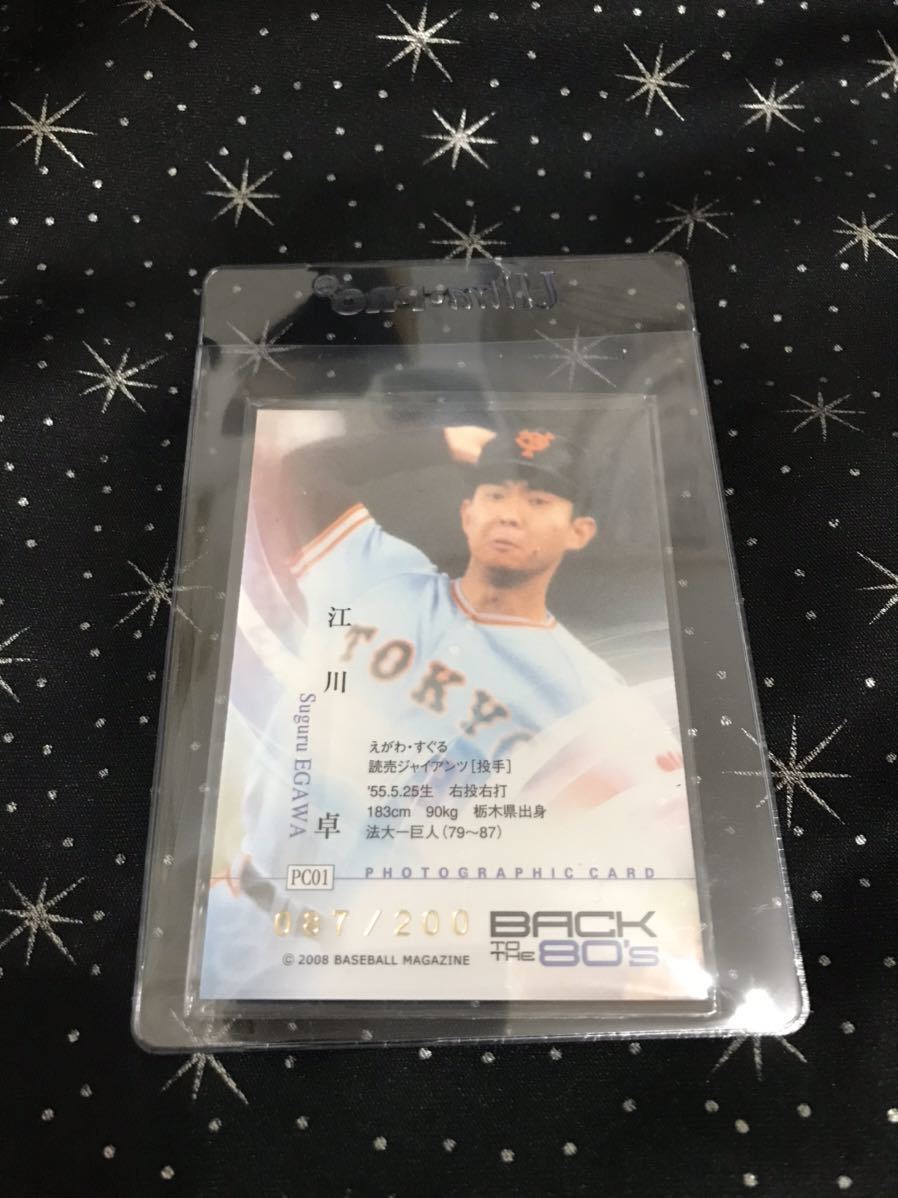 Ultra•PRO®
TOKYO
江川 卓
Suguru EGAWA
えがわ・すぐる
読売ジャイアンツ[投手]
'55.5.25生 右投右打
183cm 90kg 栃木県出身
法大ー巨人(79〜87)
PC01
PHOTOGRAPHIC CARD
087/200
BACK TO THE 80's
© 2008 BASEBALL MAGAZINE